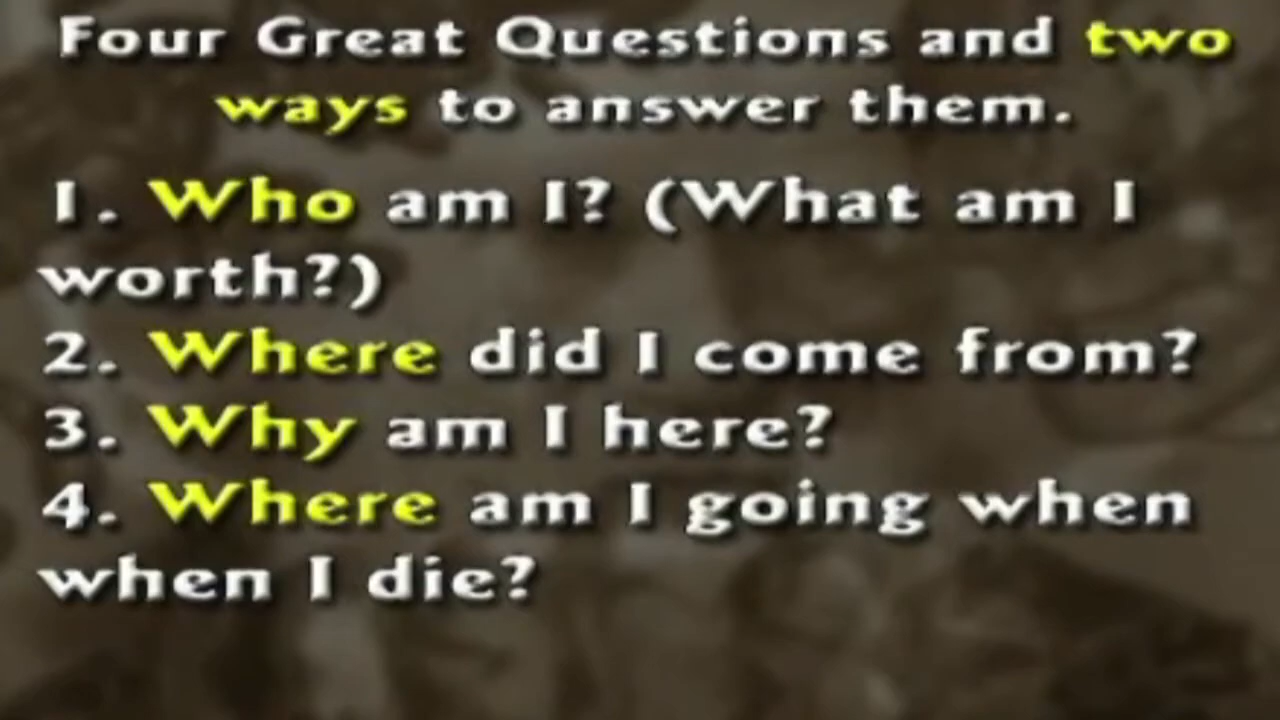 Four Great Questions and two
ways to answer them.
1. Who am I? (What am I
worth?)
2. Where did I come from?
3. Why am I here?
4. Where am I going when
when I die?